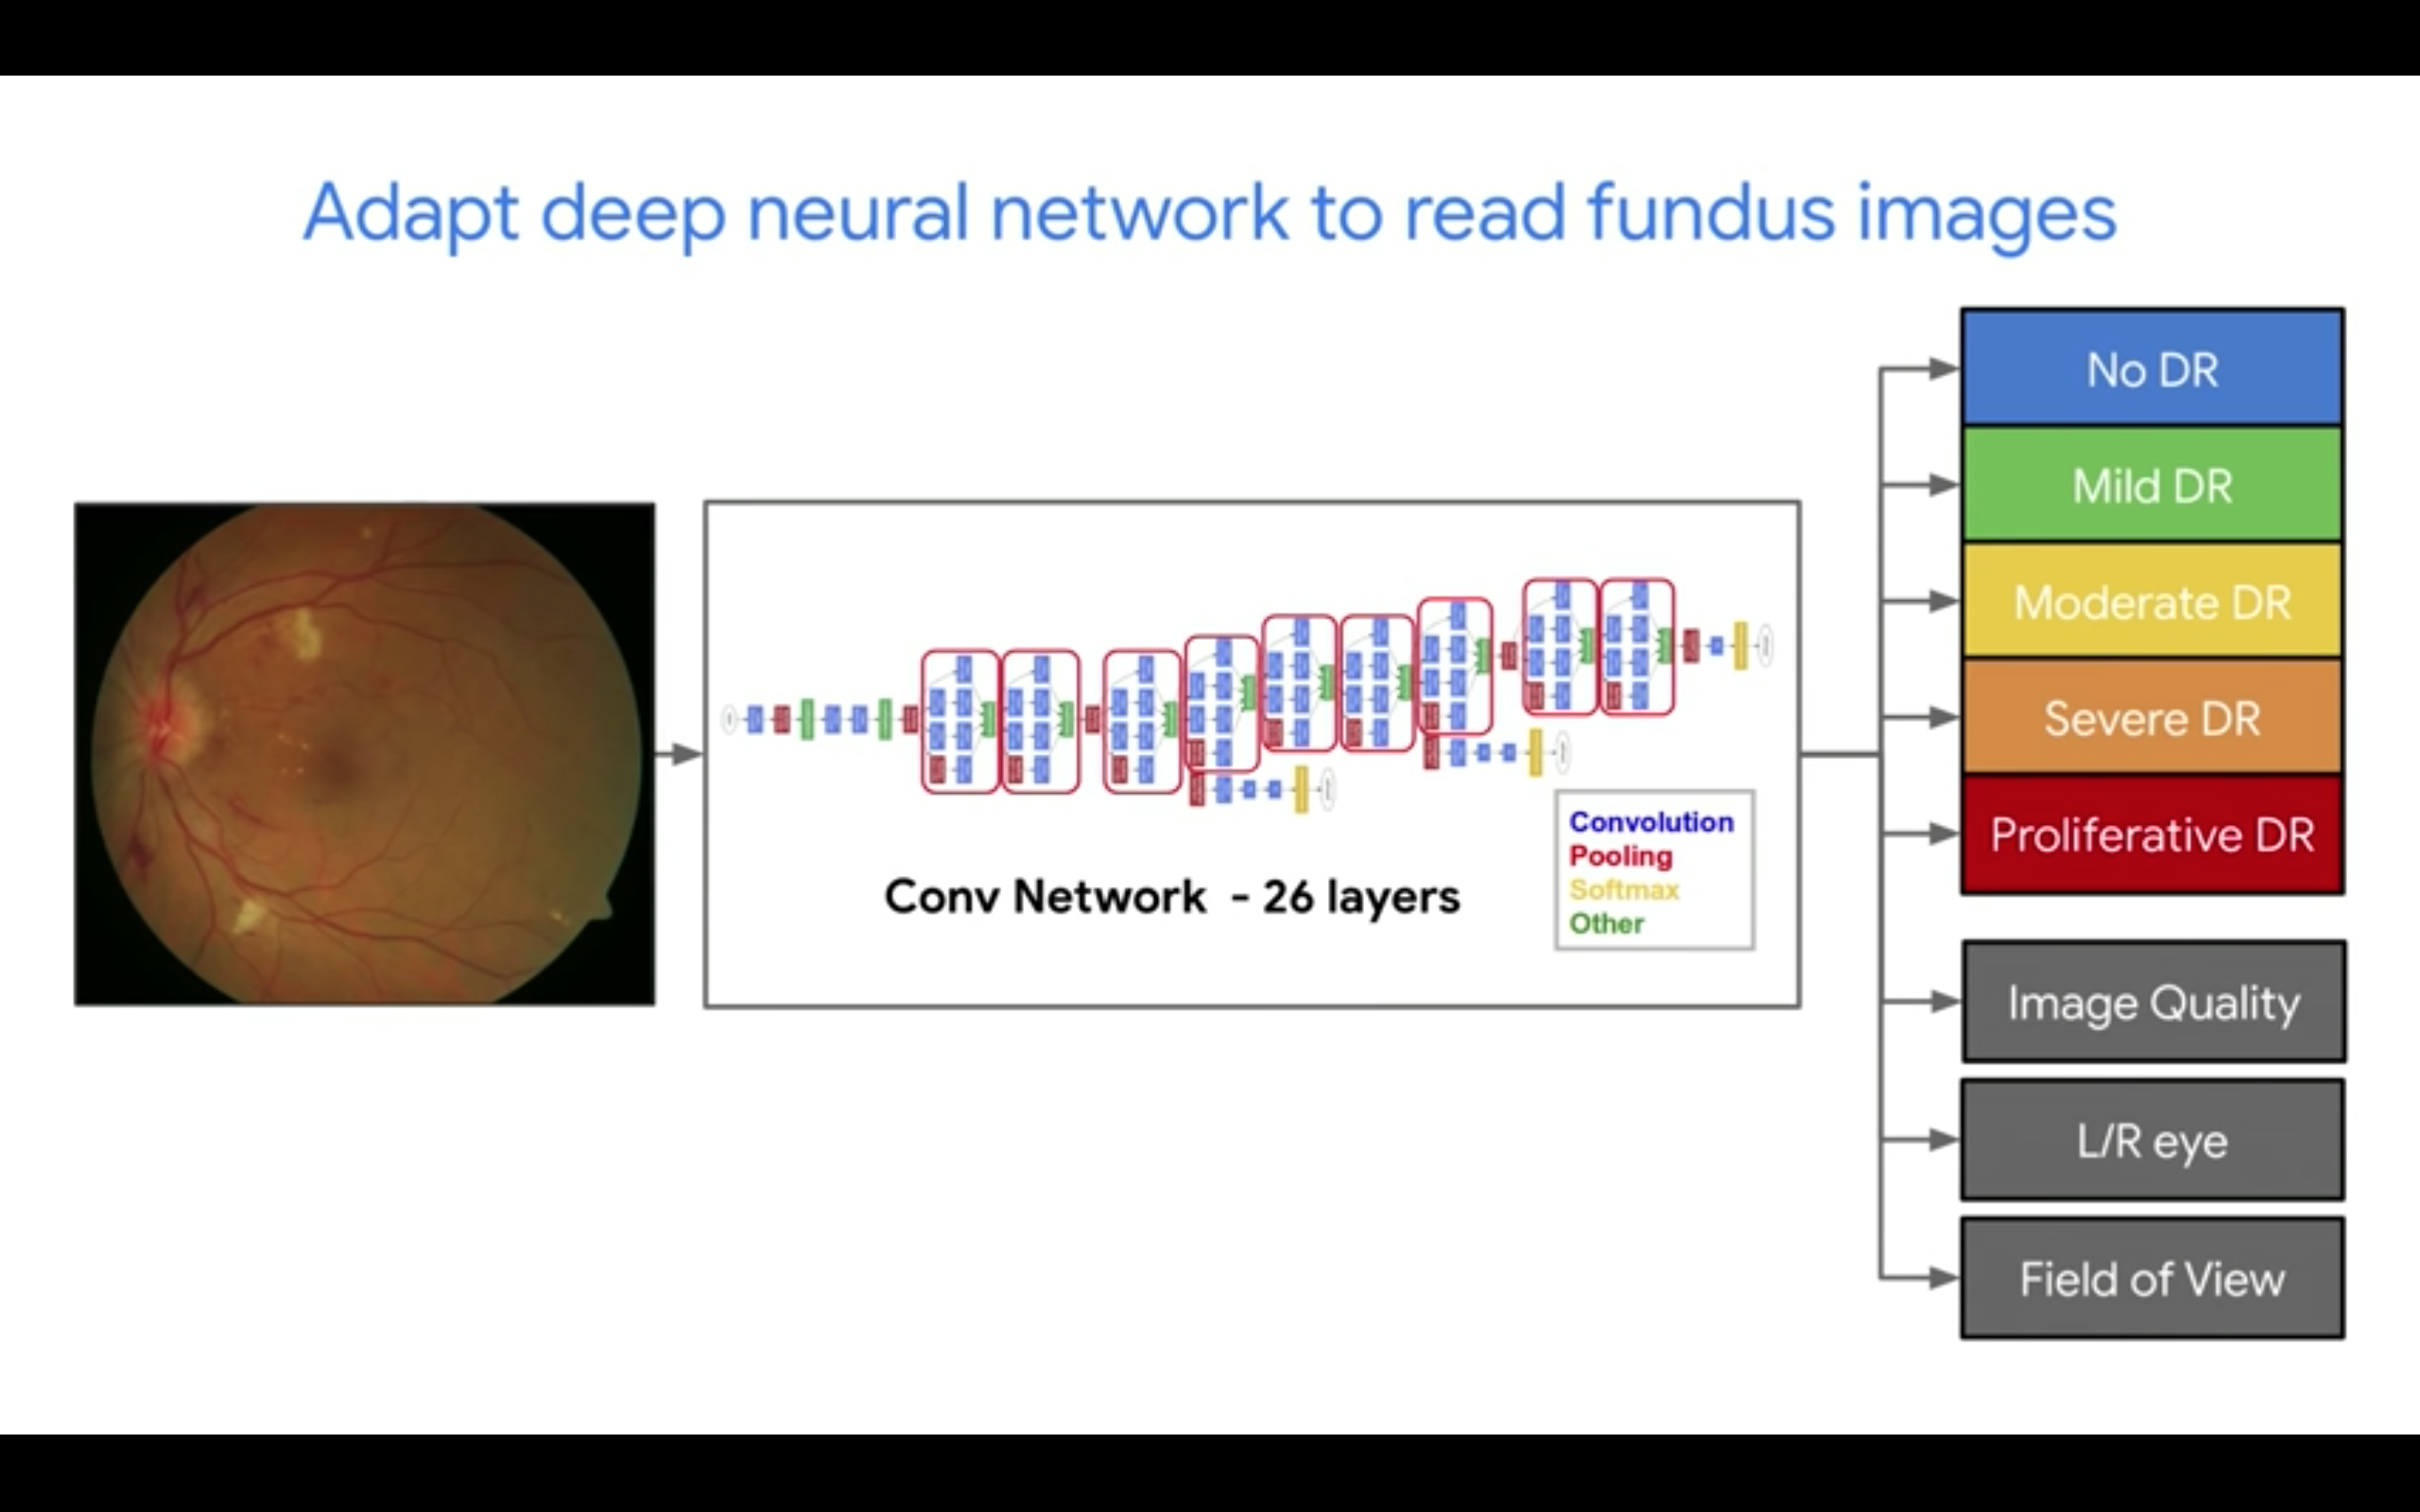 Adapt deep neural network to read fundus images
No DR
Mild DR
Moderate DR
Severe DR
Proliferative DR
Convolution
Pooling
Softmax
Other
Conv Network - 26 layers
Image Quality
L/R eye
Field of View